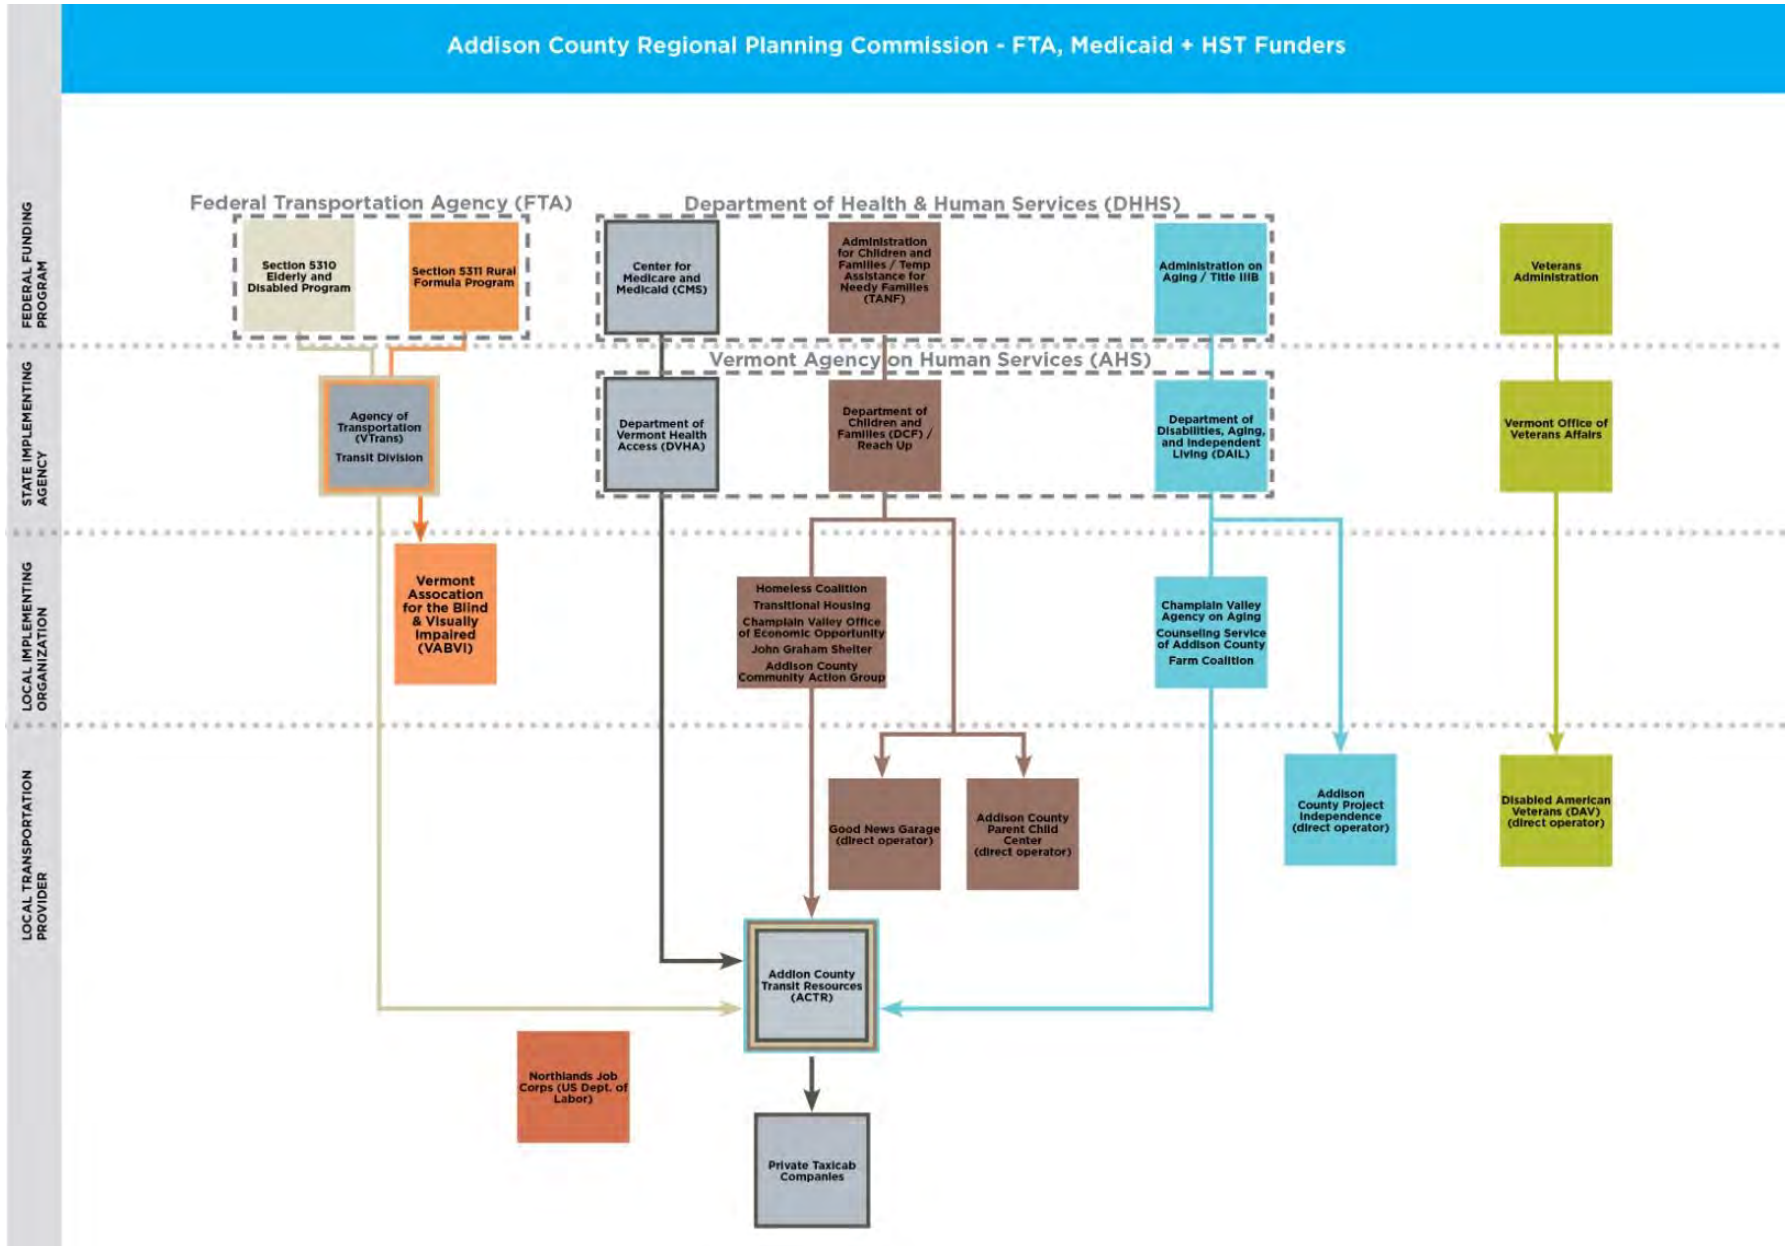 Addison County Regional Planning Commission - FTA, Medicaid + HST Funders
FEDERAL FUNDING
PROGRAM
Federal Transportation Agency (FTA)
Department of Health & Human Services (DHHS)
Section 5310
Elderly and
Disabled Program
Section 5311 Rural
Formula Program
Center for
Medicare and
Medicaid (CMS)
Administration
for Children and
Families / Temp
Assistance for
Needy Families
(TANF)
Administration on
Aging / Title IIIB
Veterans
Administration
STATE IMPLEMENTING
AGENCY
Vermont Agency on Human Services (AHS)
Agency of
Transportation
(VTrans)
Transit Division
Department of
Vermont Health
Access (DVHA)
Department of
Children and
Families (DCF) /
Reach Up
Department of
Disabilities, Aging,
and Independent
Living (DAIL)
Vermont Office of
Veterans Affairs
LOCAL IMPLEMENTING
ORGANIZATION
Vermont
Assocation
for the Blind
& Visually
Impaired
(VABVI)
Homeless Coalition
Transitional Housing
Champlain Valley Office
of Economic Opportunity
John Graham Shelter
Addison County
Community Action Group
Champlain Valley
Agency on Aging
Counseling Service
of Addison County
Farm Coalition
LOCAL TRANSPORTATION
PROVIDER
Good News Garage
(direct operator)
Addison County
Parent Child
Center
(direct operator)
Addison
County Project
Independence
(direct operator)
Disabled American
Veterans (DAV)
(direct operator)
Addion County
Transit Resources
(ACTR)
Northlands Job
Corps (US Dept. of
Labor)
Private Taxicab
Companies